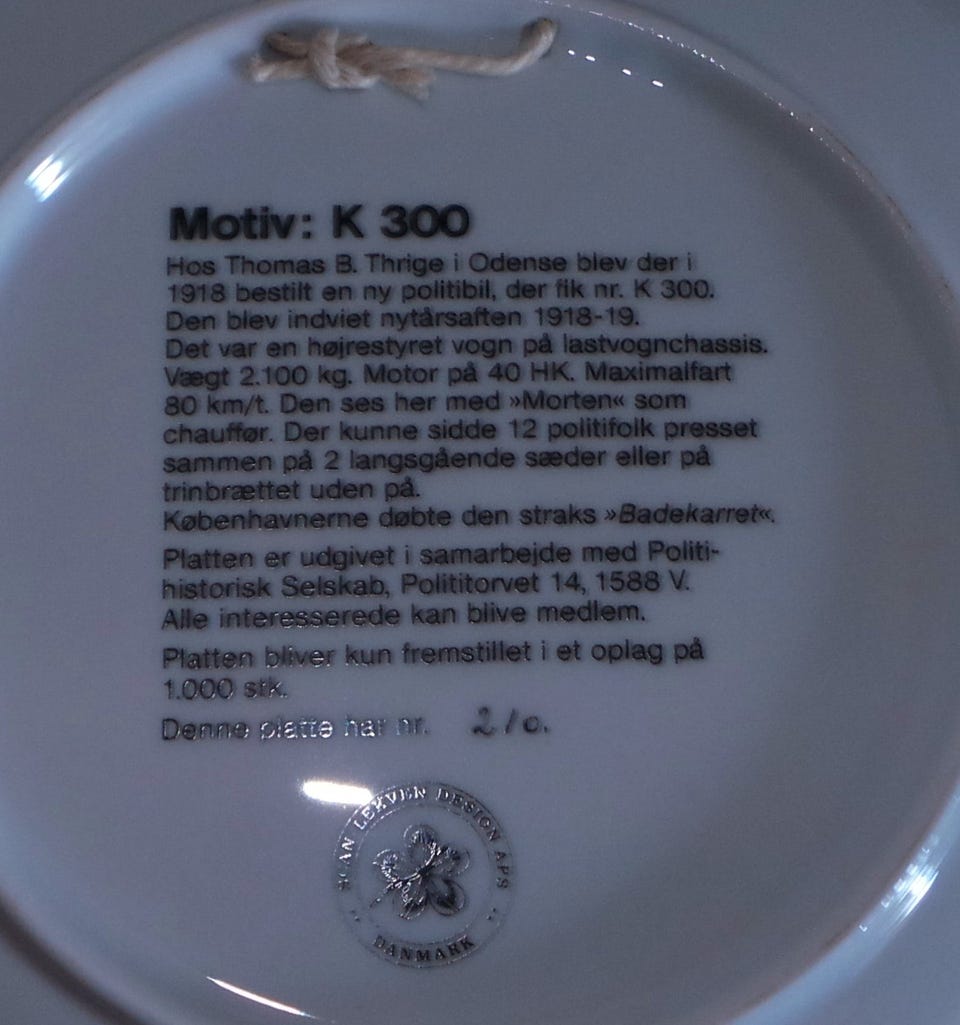 Motiv: K 300
Hos Thomas B. Thrige i Odense blev der i
1918 bestilt en ny politibil, der fik nr. K 300.
Den blev indviet nytårsaften 1918-19.
Det var en højrestyret vogn på lastvognchassis.
Vægt 2.100 kg. Motor på 40 HK. Maximalfart
80 km/t. Den ses her med »Morten« som
chauffør. Der kunne sidde 12 politifolk presset
sammen på 2 langsgående sæder eller på
trinbrættet uden på.
Københavnerne døbte den straks »Badekarret«.
Platten er udgivet i samarbejde med Politi-
historisk Selskab, Polititorvet 14, 1588 V.
Alle interesserede kan blive medlem.
Platten bliver kun fremstillet i et oplag på
1.000 stk.
Denne platte har nr. 210.
SCAN LEKVEN DESIGN APS
DANMARK